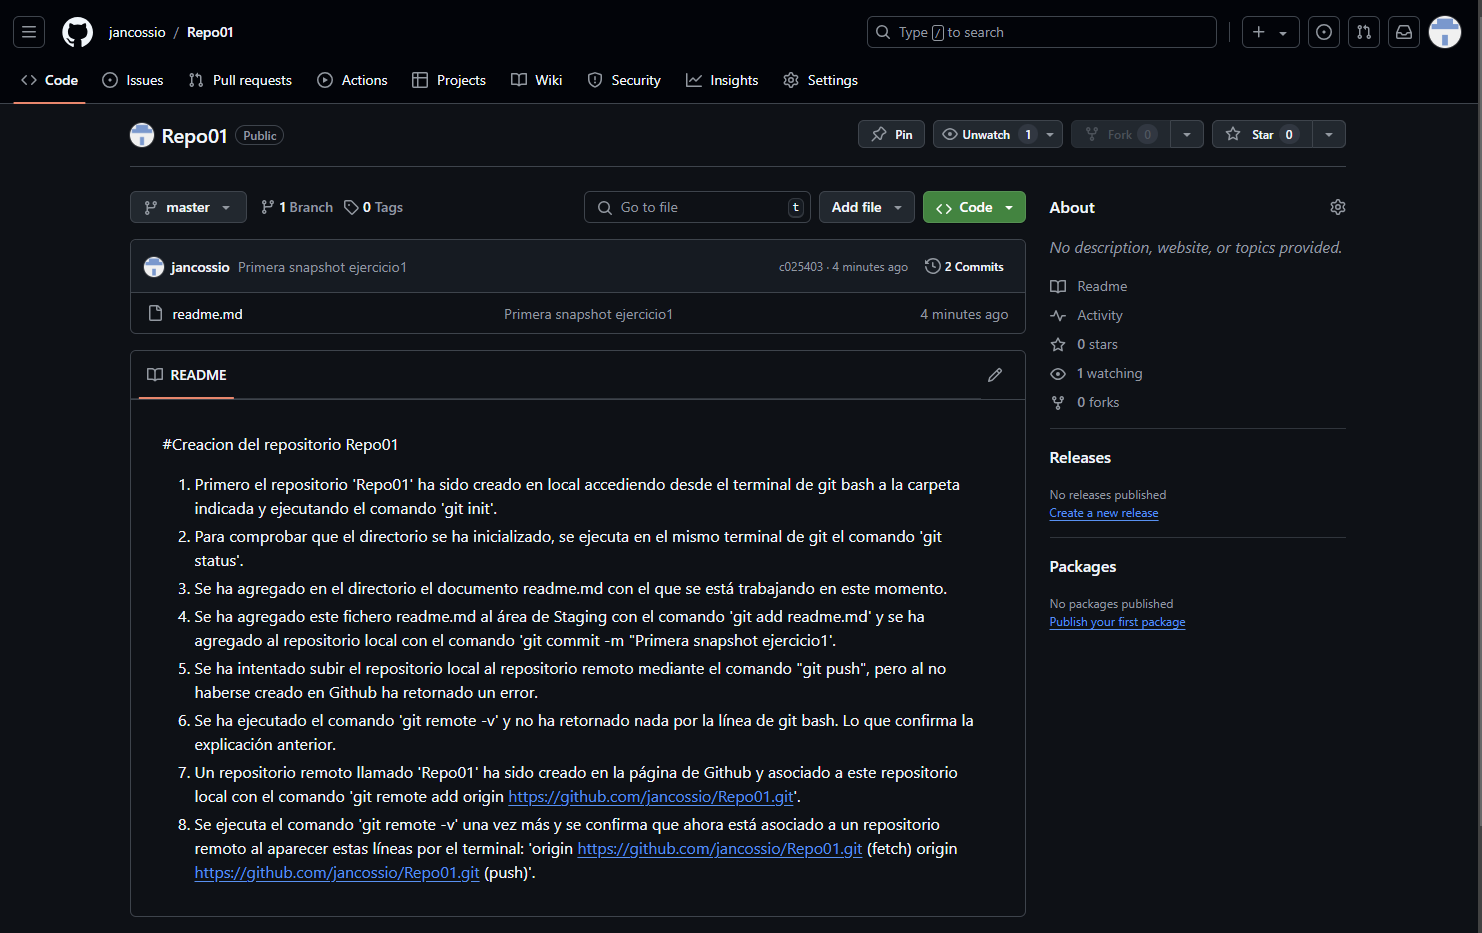 jancossio / Repo01
Type / to search
Code Issues Pull requests Actions Projects Wiki Security Insights Settings
Repo01 Public
Pin Unwatch 1 Fork 0 Star 0
master 1 Branch 0 Tags Go to file t Add file Code
jancossio Primera snapshot ejercicio1 c025403 · 4 minutes ago 2 Commits
readme.md Primera snapshot ejercicio1 4 minutes ago
README
#Creacion del repositorio Repo01
1. Primero el repositorio 'Repo01' ha sido creado en local accediendo desde el terminal de git bash a la carpeta
indicada y ejecutando el comando 'git init'.
2. Para comprobar que el directorio se ha inicializado, se ejecuta en el mismo terminal de git el comando 'git
status'.
3. Se ha agregado en el directorio el documento readme.md con el que se está trabajando en este momento.
4. Se ha agregado este fichero readme.md al área de Staging con el comando 'git add readme.md' y se ha
agregado al repositorio local con el comando 'git commit -m "Primera snapshot ejercicio1'.
5. Se ha intentado subir el repositorio local al repositorio remoto mediante el comando "git push", pero al no
haberse creado en Github ha retornado un error.
6. Se ha ejecutado el comando 'git remote -v' y no ha retornado nada por la línea de git bash. Lo que confirma la
explicación anterior.
7. Un repositorio remoto llamado 'Repo01' ha sido creado en la página de Github y asociado a este repositorio
local con el comando 'git remote add origin https://github.com/jancossio/Repo01.git'.
8. Se ejecuta el comando 'git remote -v' una vez más y se confirma que ahora está asociado a un repositorio
remoto al aparecer estas líneas por el terminal: 'origin https://github.com/jancossio/Repo01.git (fetch) origin
https://github.com/jancossio/Repo01.git (push)'.
About
No description, website, or topics provided.
Readme
Activity
0 stars
1 watching
0 forks
Releases
No releases published
Create a new release
Packages
No packages published
Publish your first package